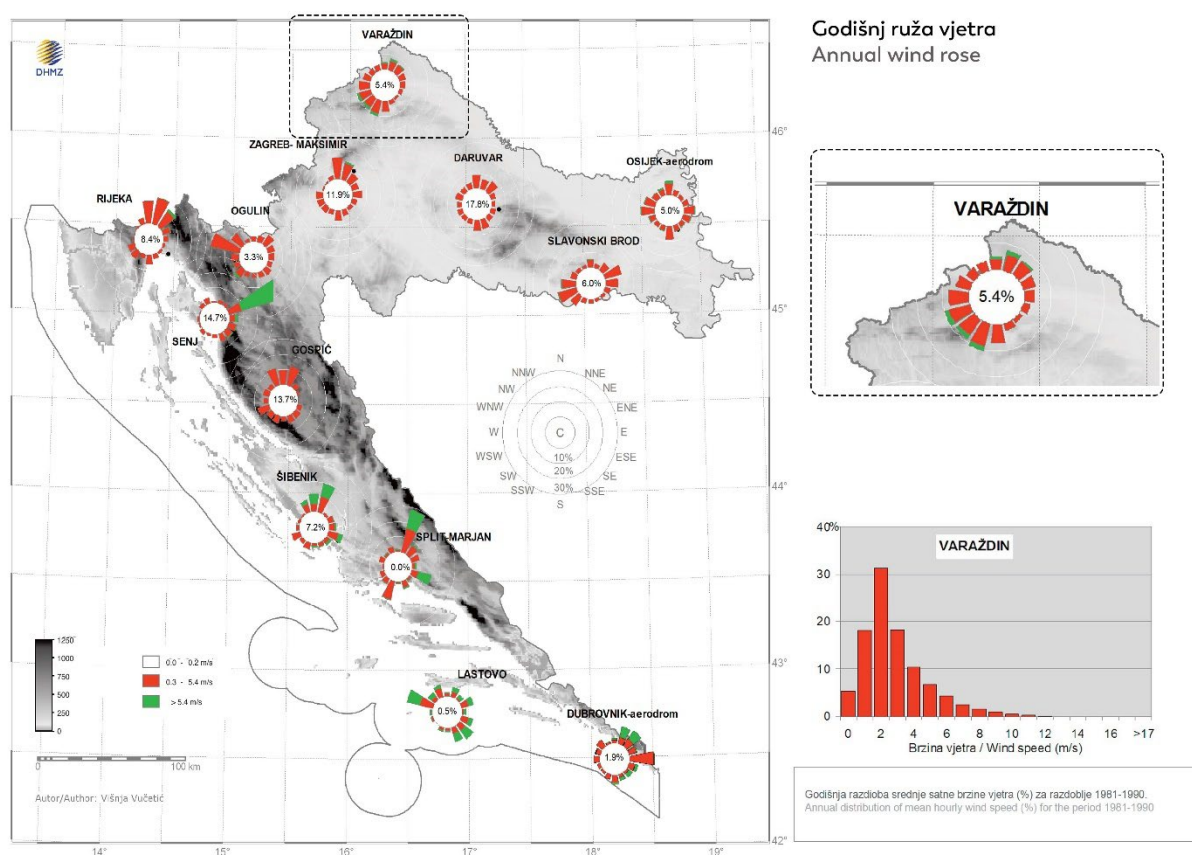 DHMZ
VARAŽDIN
5.4%
ZAGREB- MAKSIMIR
11.9%
DARUVAR
17.8%
OSIJEK-aerodrom
5.0%
RIJEKA
8.4%
OGULIN
3.3%
SLAVONSKI BROD
6.0%
14.7%
SENJ
GOSPIĆ
13.7%
ŠIBENIK
7.2%
SPLIT-MARJAN
0.0%
LASTOVO
0.5%
DUBROVNIK-aerodrom
1.9%
N
NNW NNE
NW NE
WNW ENE
W C E
WSW ESE
10%
SW 20% SE
SSW 30% SSE
S
46°
45°
44°
43°
42°
14° 15° 16° 17° 18° 19°
1250
1000
750
500
250
0
0.0 - 0.2 m/s
0.3 - 5.4 m/s
> 5.4 m/s
0 100 km
Autor/Author: Višnja Vučetić
Godišnj ruža vjetra
Annual wind rose
VARAŽDIN
5.4%
40%
30
20
10
0
VARAŽDIN
0 2 4 6 8 10 12 14 16 >17
Brzina vjetra / Wind speed (m/s)
Godišnja razdioba srednje satne brzine vjetra (%) za razdoblje 1981-1990.
Annual distribution of mean hourly wind speed (%) for the period 1981-1990